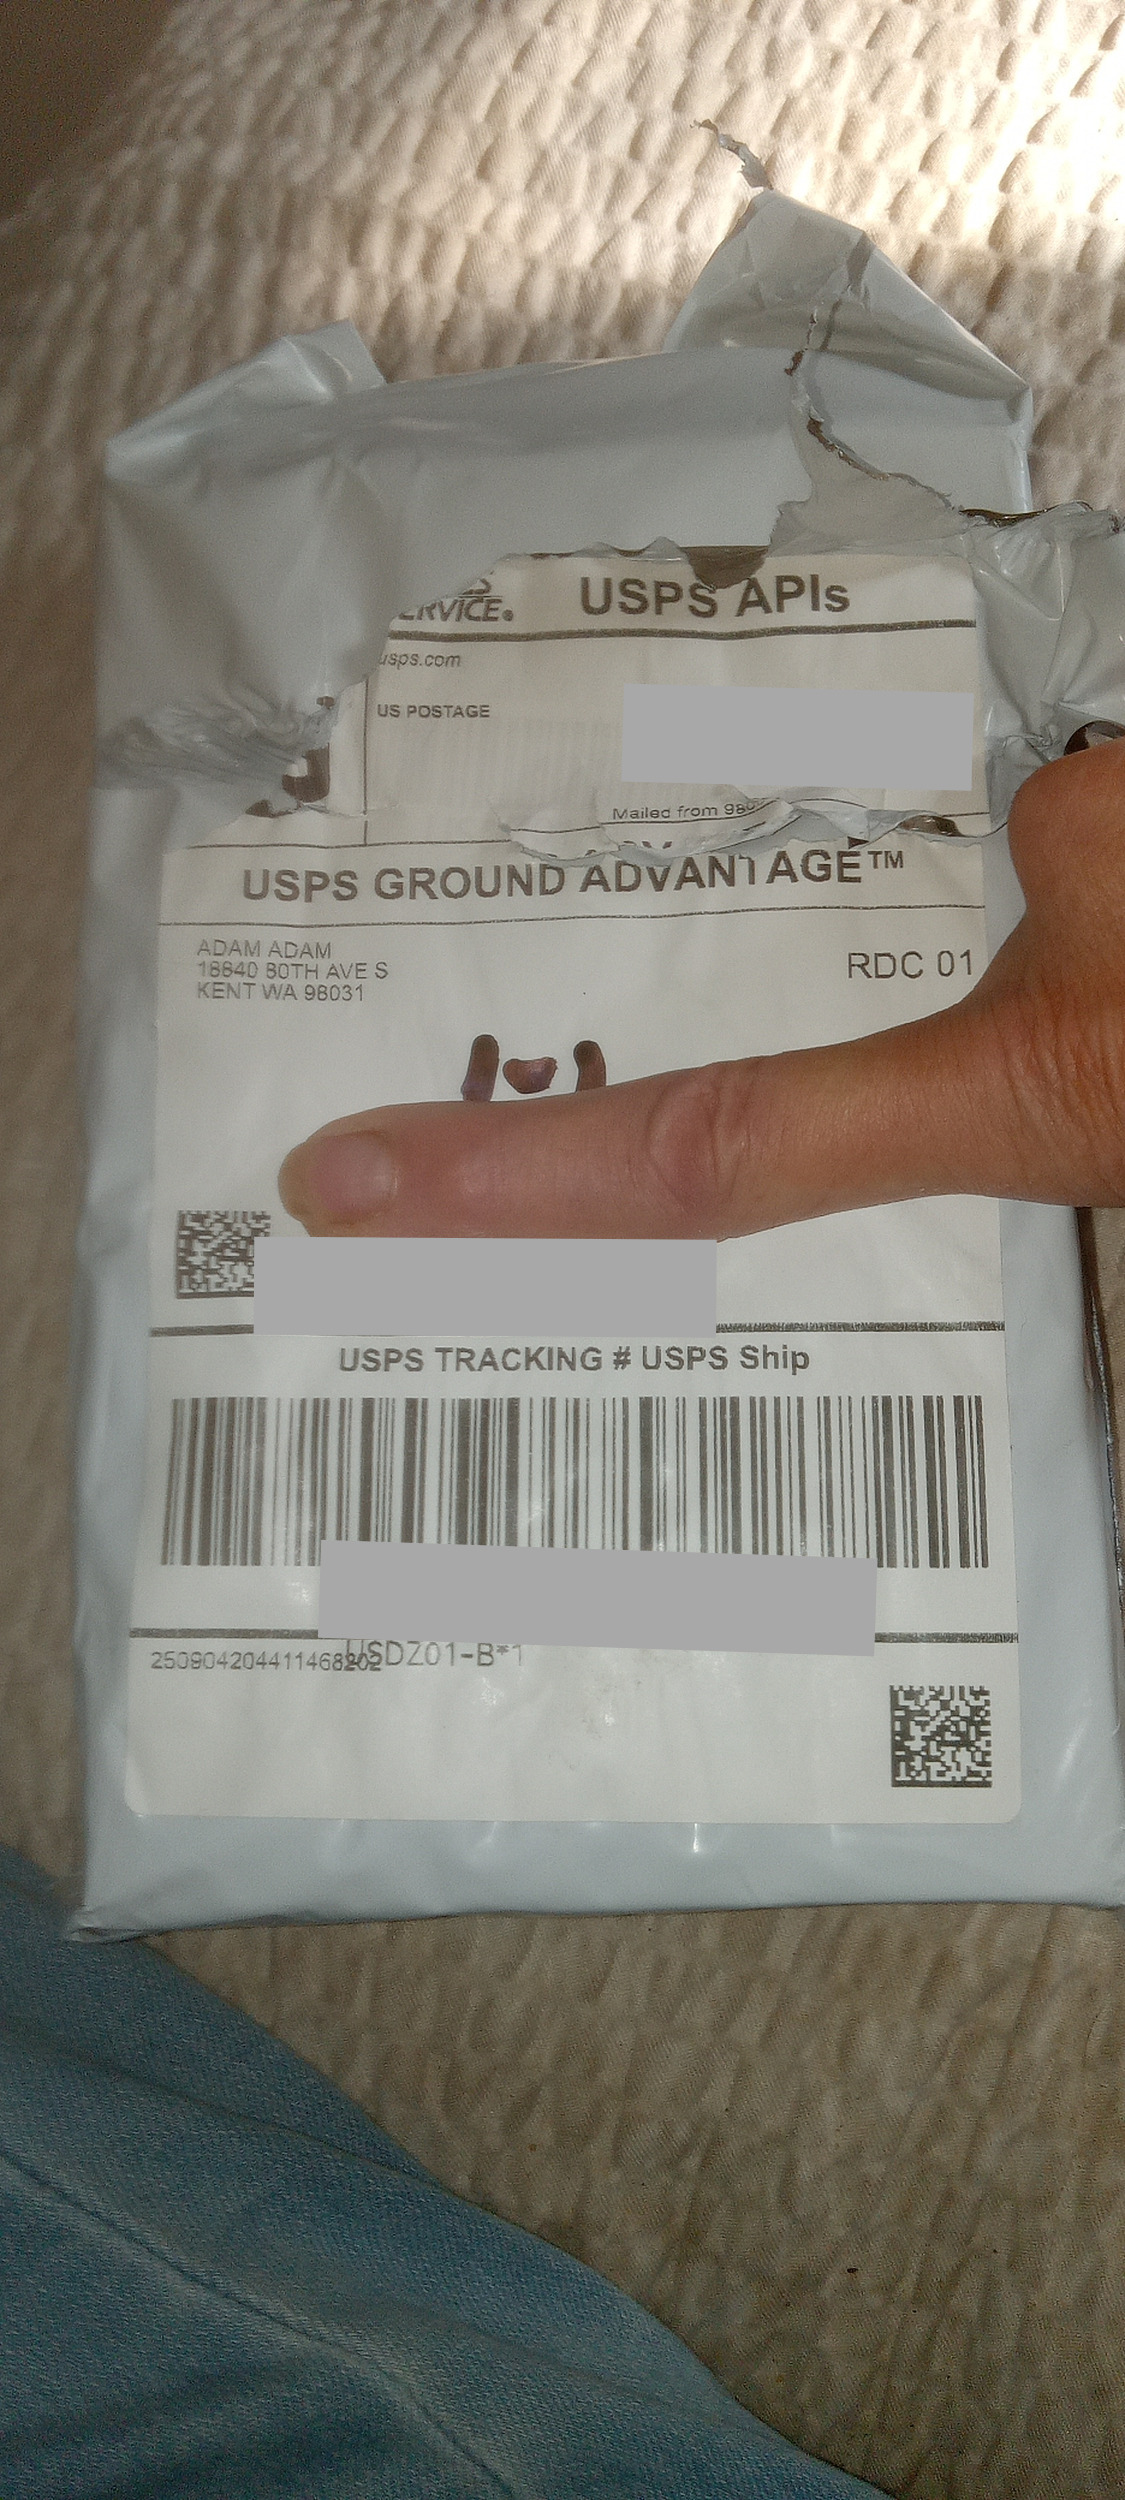 ERVICE.
USPS APIs
usps.com
US POSTAGE
Mailed from
USPS GROUND ADVANTAGE™
ADAM ADAM
18840 80TH AVE S
KENT WA 98031
RDC 01
USPS TRACKING # USPS Ship
USDZ01-B*1